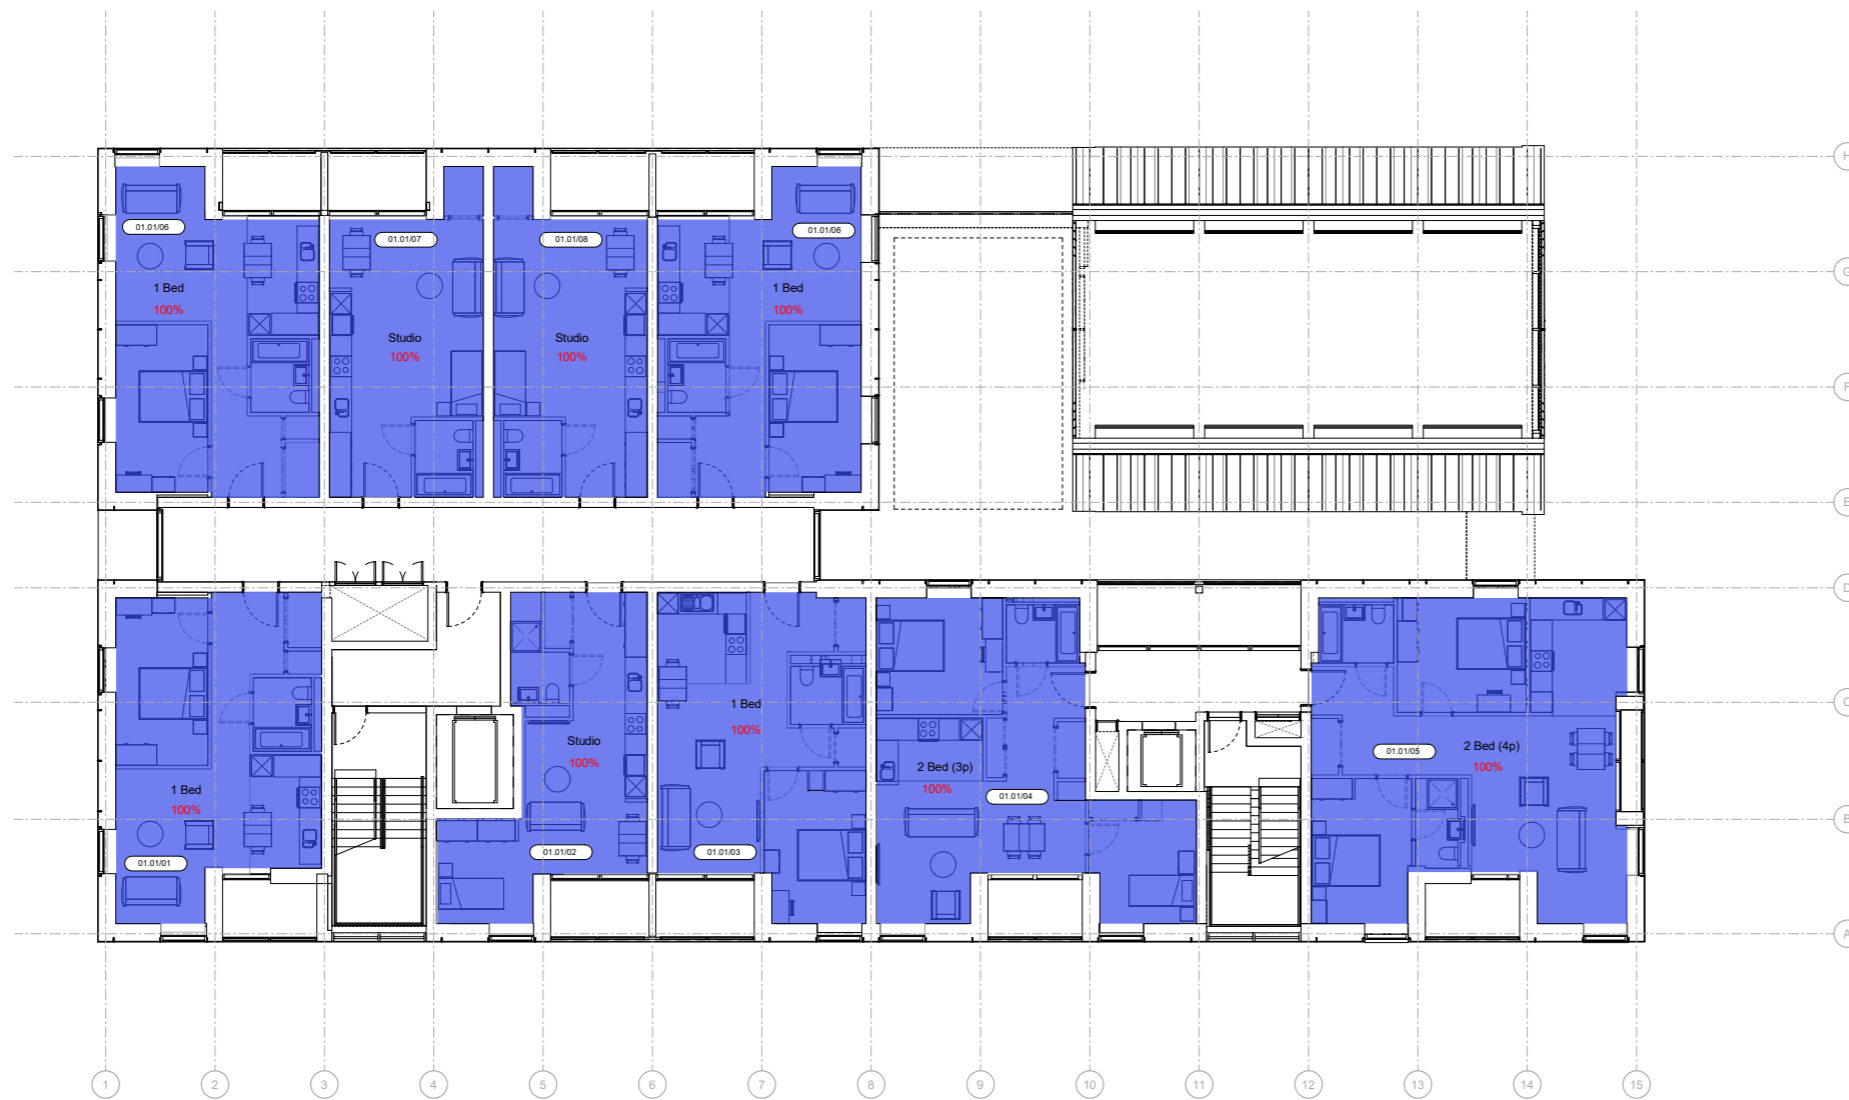 H
01.01/06
01.01/07
01.01/08
01.01/06
G
1 Bed
100%
Studio
100%
Studio
100%
1 Bed
100%
F
E
D
C
1 Bed
100%
Studio
100%
1 Bed
100%
2 Bed (3p)
100%
2 Bed (4p)
100%
01.01/05
01.01/04
B
01.01/01
01.01/02
01.01/03
A
1 2 3 4 5 6 7 8 9 10 11 12 13 14 15